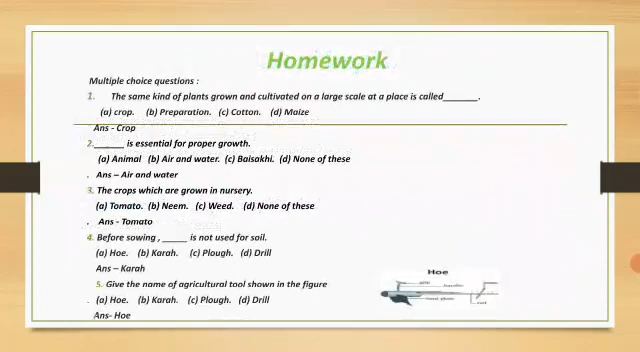 Homework
Multiple choice questions :
1. The same kind of plants grown and cultivated on a large scale at a place is called_______.
(a) crop. (b) Preparation. (c) Cotton. (d) Maize
Ans - Crop
2.______ is essential for proper growth.
(a) Animal (b) Air and water. (c) Baisakhi. (d) None of these
. Ans – Air and water
3. The crops which are grown in nursery.
(a) Tomato. (b) Neem. (c) Weed. (d) None of these
. Ans - Tomato
4. Before sowing , _____ is not used for soil.
(a) Hoe. (b) Karah. (c) Plough. (d) Drill
Ans – Karah
5. Give the name of agricultural tool shown in the figure
. (a) Hoe. (b) Karah. (c) Plough. (d) Drill
Ans- Hoe
Hoe